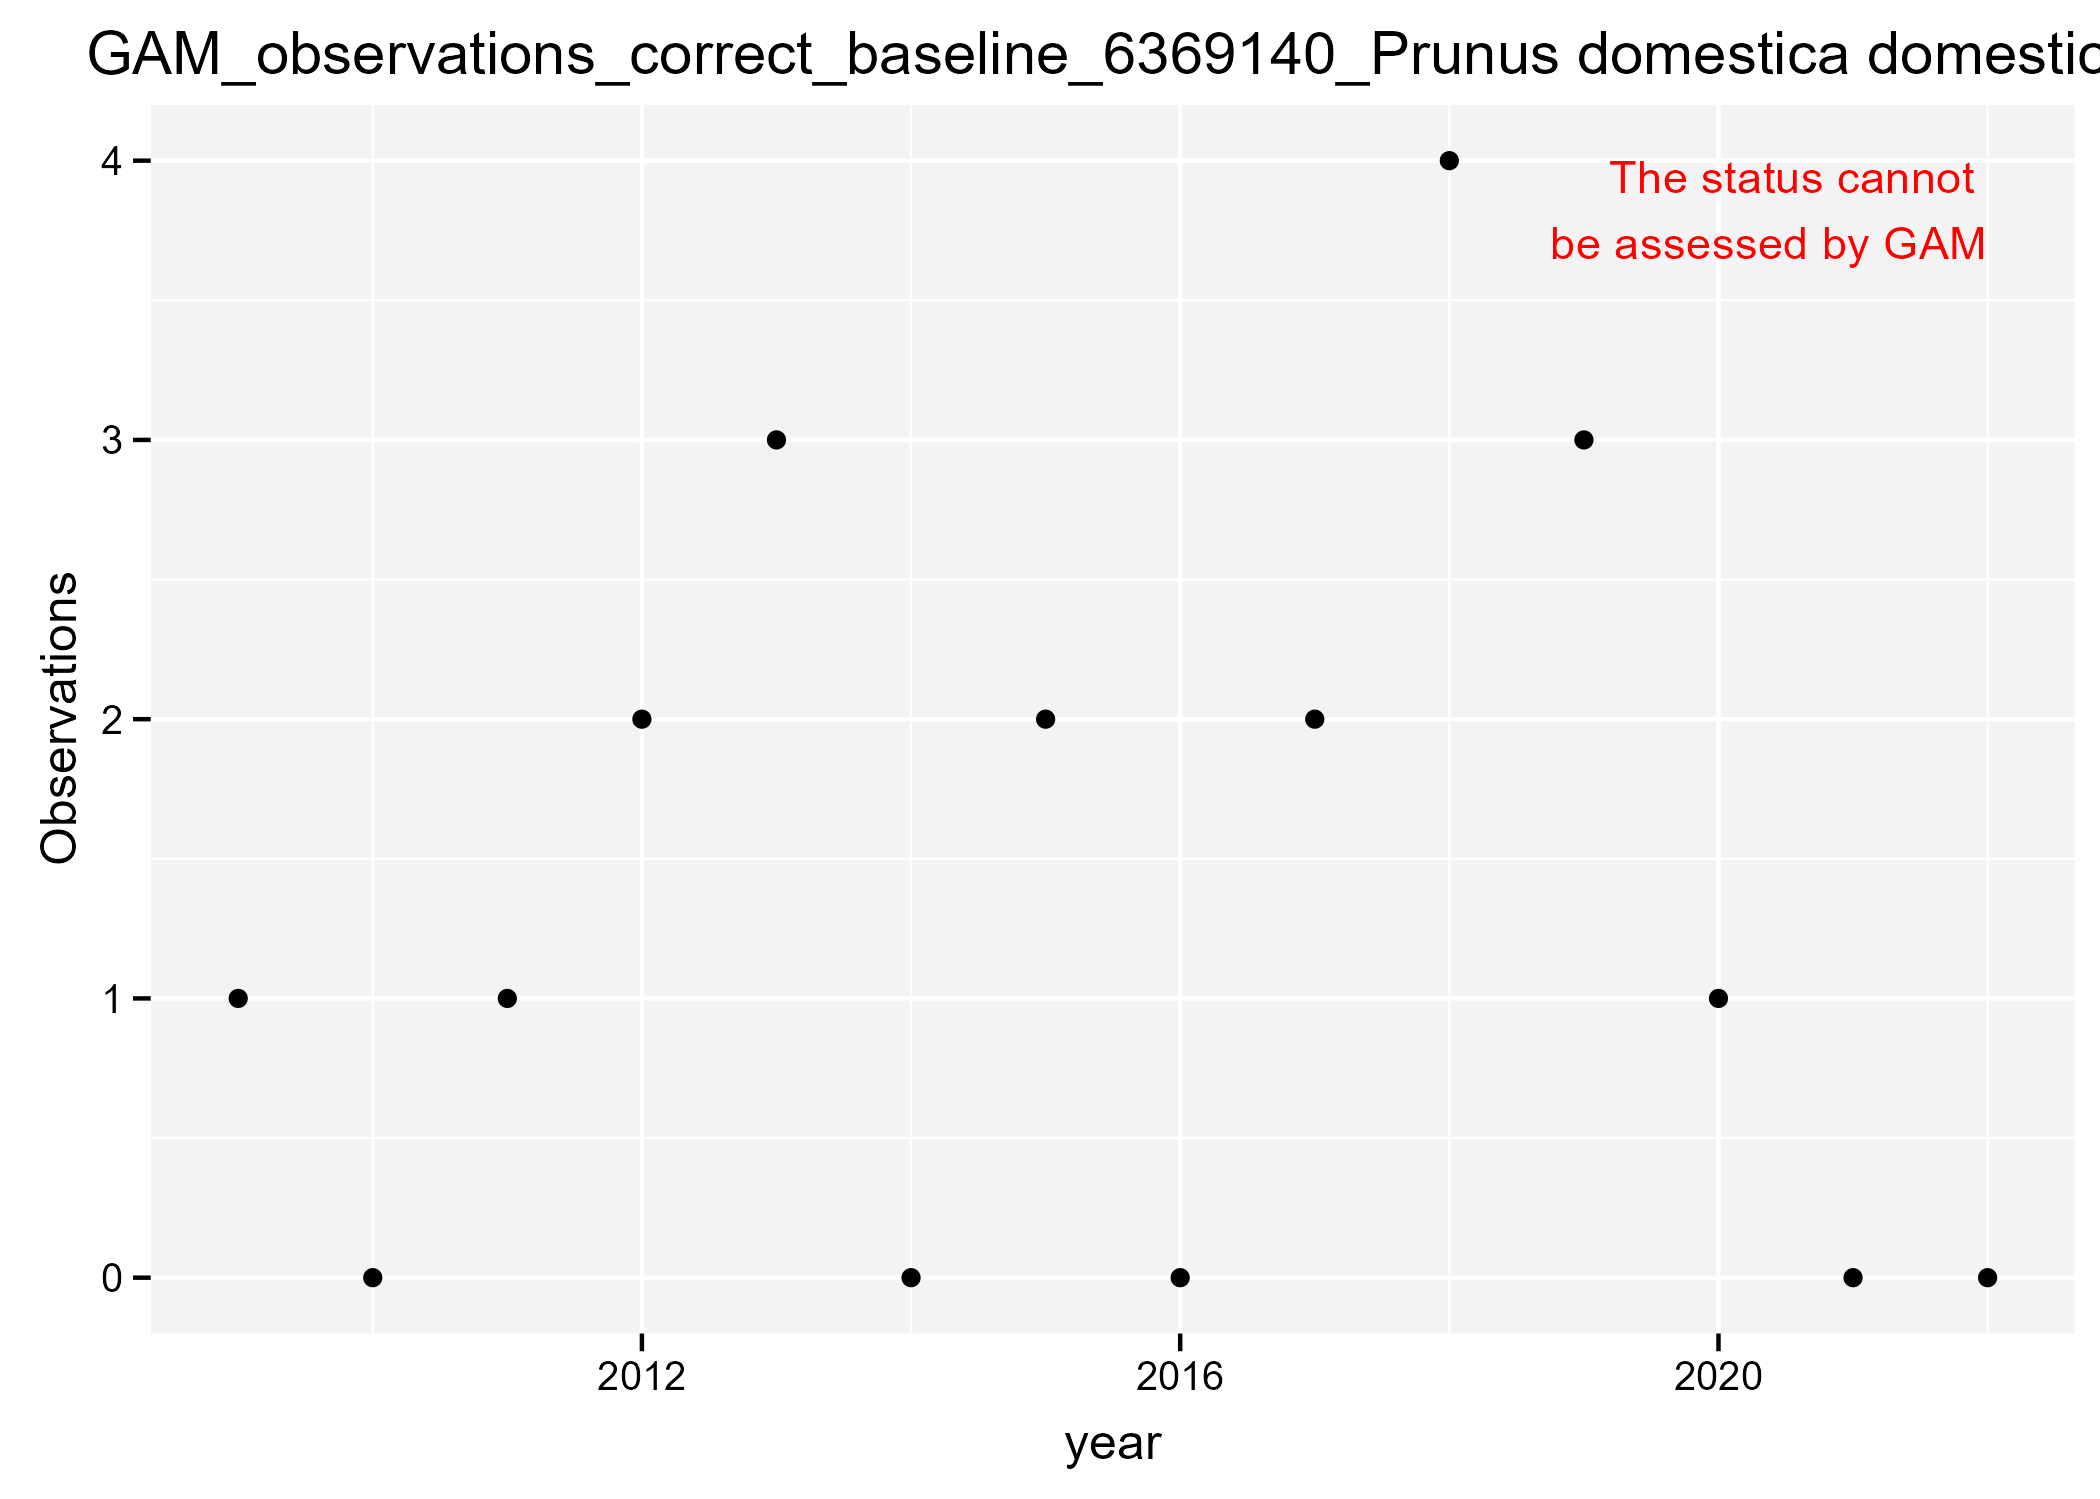 GAM_observations_correct_baseline_6369140_Prunus domestica domestic
4
The status cannot
be assessed by GAM
3
2
1
0
Observations
2012 2016 2020
year